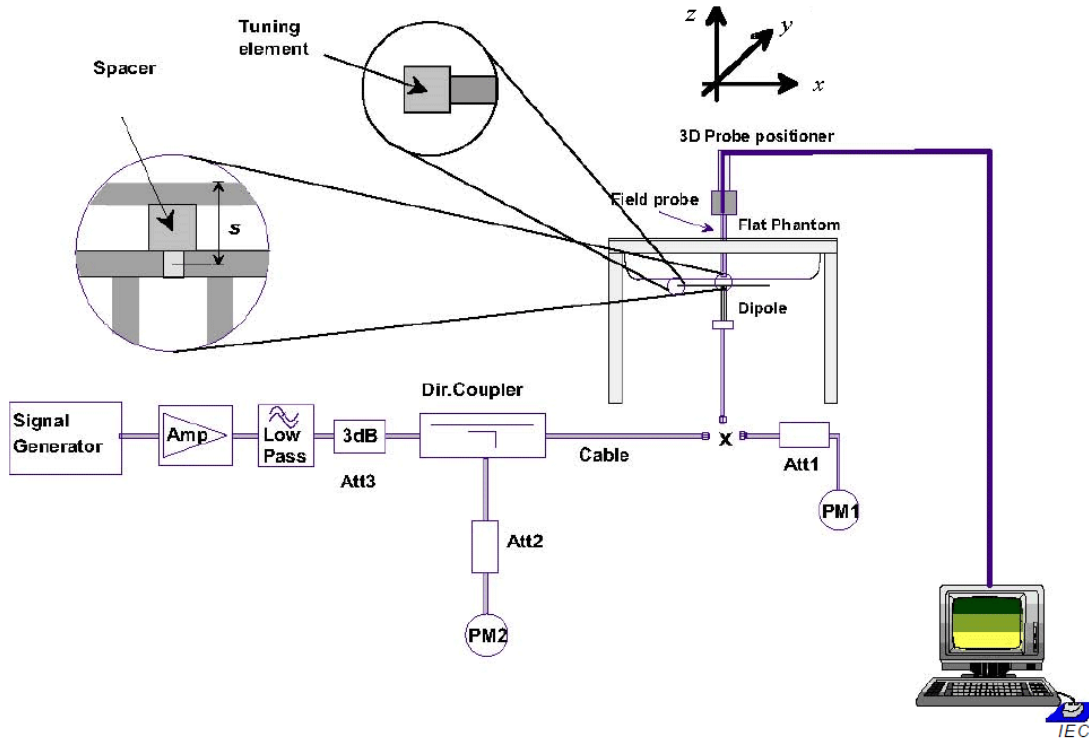 Tuning
element
Spacer
s
z
y
x
3D Probe positioner
Field probe
Flat Phantom
Dipole
Dir.Coupler
Signal
Generator
Amp
Low
Pass
3dB
Att3
Cable
X
Att1
PM1
Att2
PM2
IEC